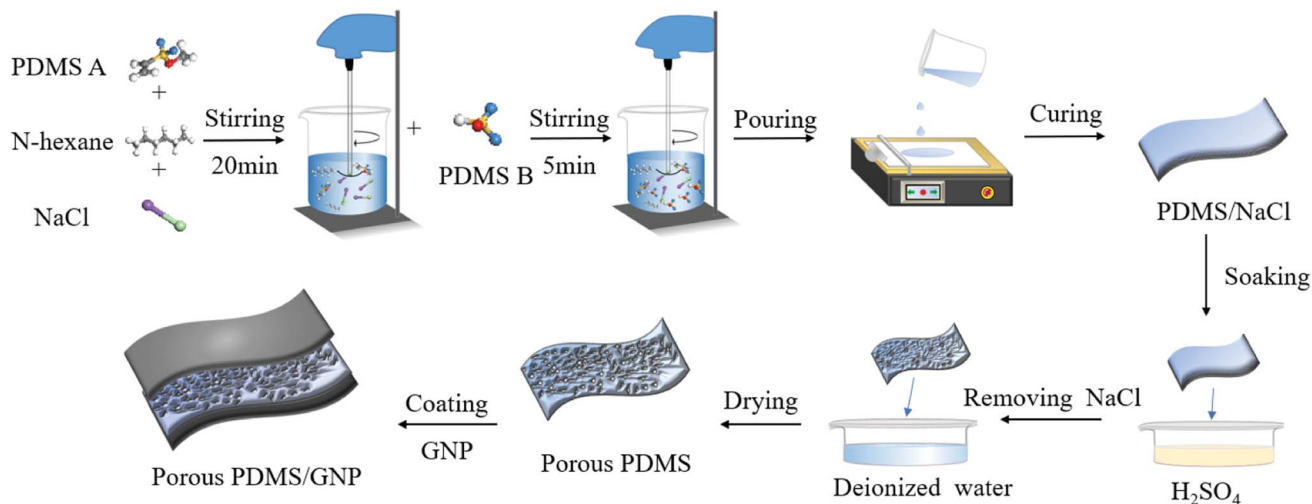 PDMS A
+
N-hexane
+
NaCl
Stirring
20min
+
PDMS B
Stirring
5min
Pouring
Curing
PDMS/NaCl
Soaking
H₂SO₄
Removing NaCl
Deionized water
Drying
Porous PDMS
Coating
GNP
Porous PDMS/GNP